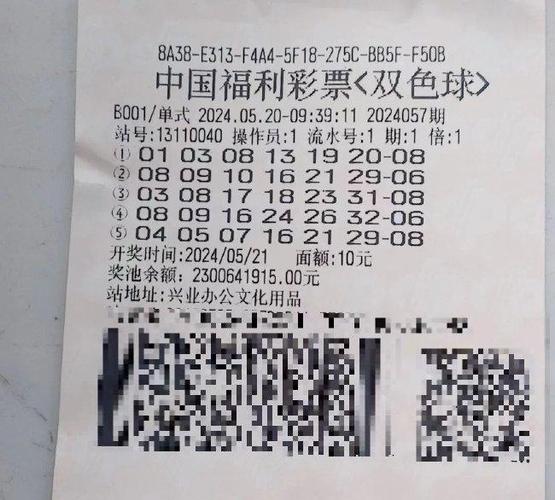 8A38-E313-F4A4-5F18-275C-BB5F-F50B
中国福利彩票<双色球>
B001/单式 2024.05.20-09:39:11 2024057期
站号:13110040 操作员:1 流水号:1 期:1 倍:1
① 01 03 08 13 19 20-08
② 08 09 10 16 21 29-06
③ 03 08 17 18 23 31-08
④ 08 09 16 24 26 32-06
⑤ 04 05 07 16 21 29-08
开奖时间:2024/05/21 面额:10元
奖池余额: 2300641915.00元
站地址:兴业办公文化用品